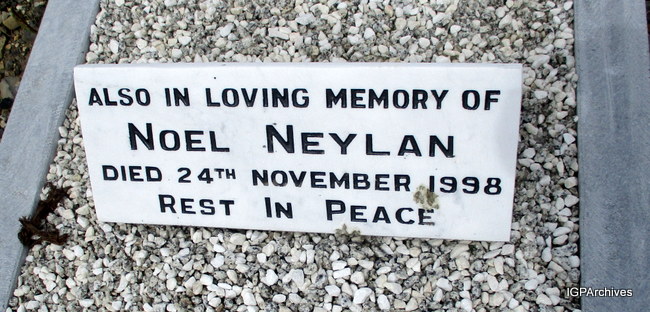 ALSO IN LOVING MEMORY OF
NOEL NEYLAN
DIED 24TH NOVEMBER 1998
REST IN PEACE
IGPArchives